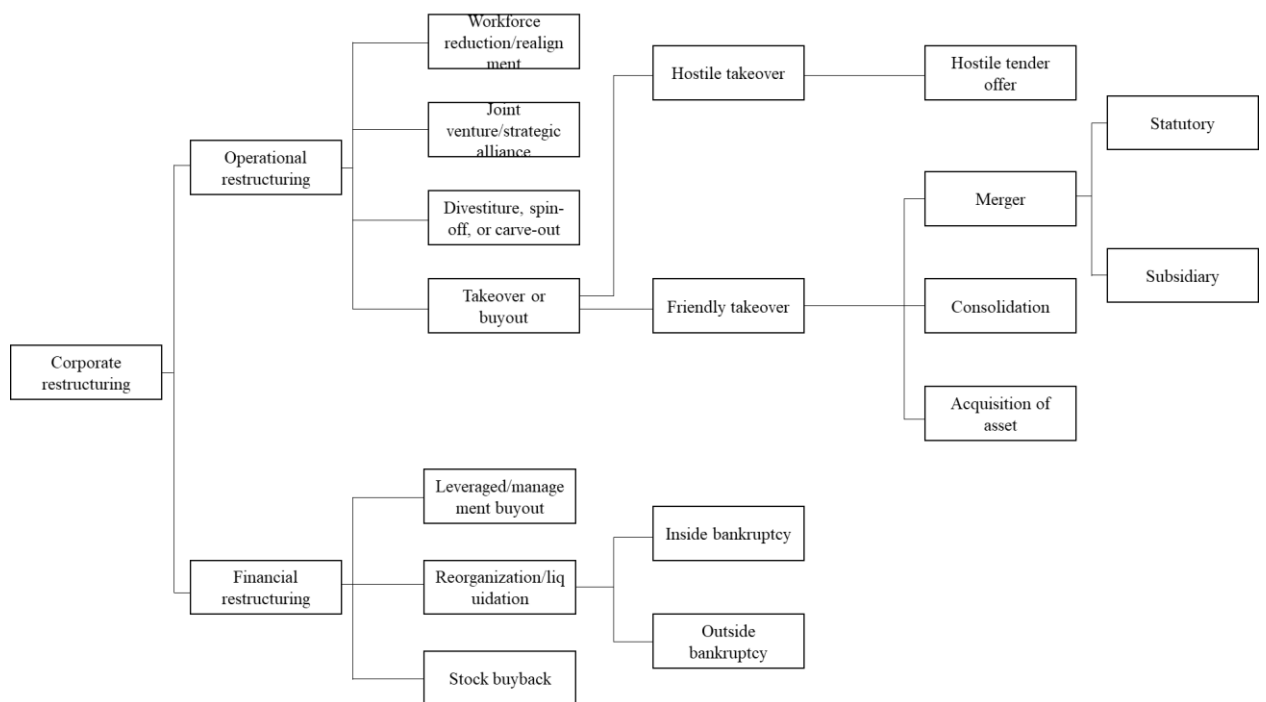 Workforce
reduction/realign
ment
Hostile takeover
Hostile tender
offer
Joint
venture/strategic
alliance
Statutory
Operational
restructuring
Divestiture, spin-
off, or carve-out
Merger
Subsidiary
Takeover or
buyout
Friendly takeover
Consolidation
Corporate
restructuring
Acquisition of
asset
Leveraged/manage
ment buyout
Inside bankruptcy
Financial
restructuring
Reorganization/liq
uidation
Outside
bankruptcy
Stock buyback